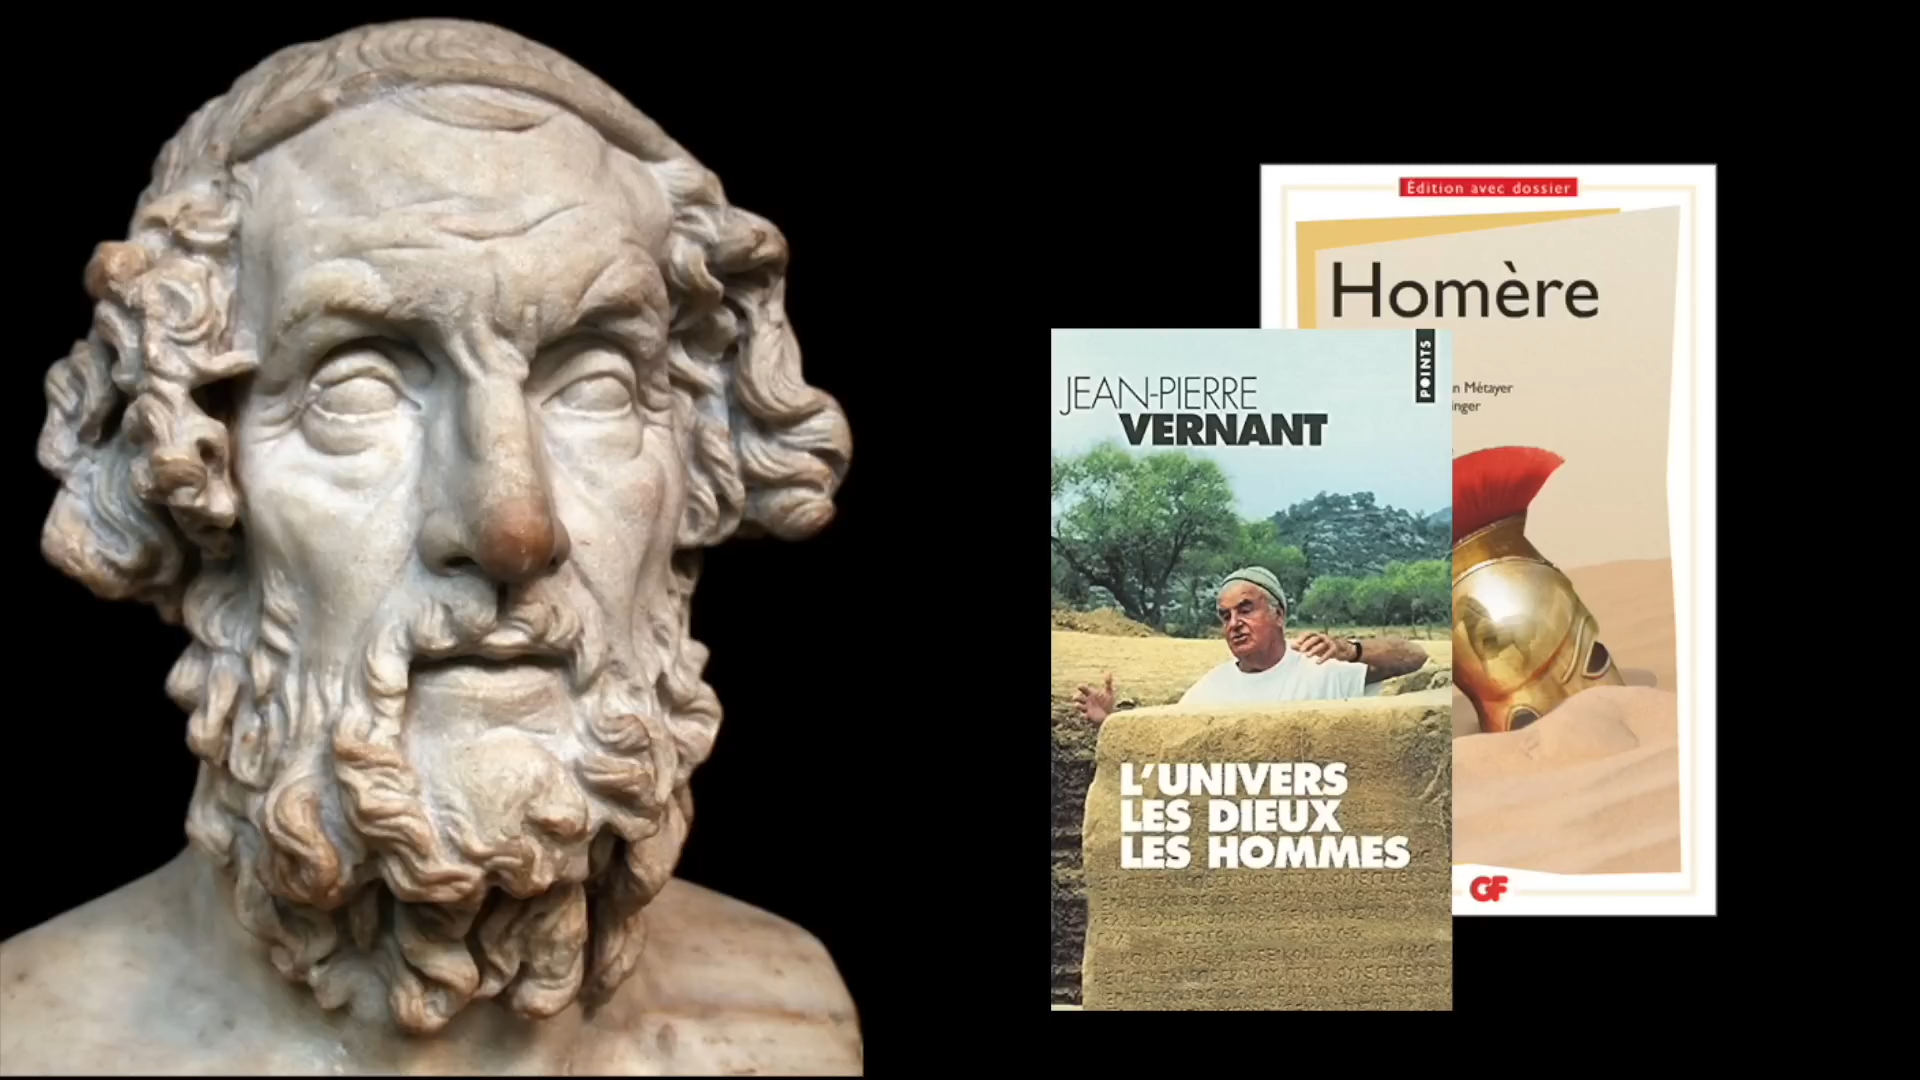 Édition avec dossier
Homère
n Métayer
inger
GF
POINTS
JEAN-PIERRE
VERNANT
L'UNIVERS
LES DIEUX
LES HOMMES